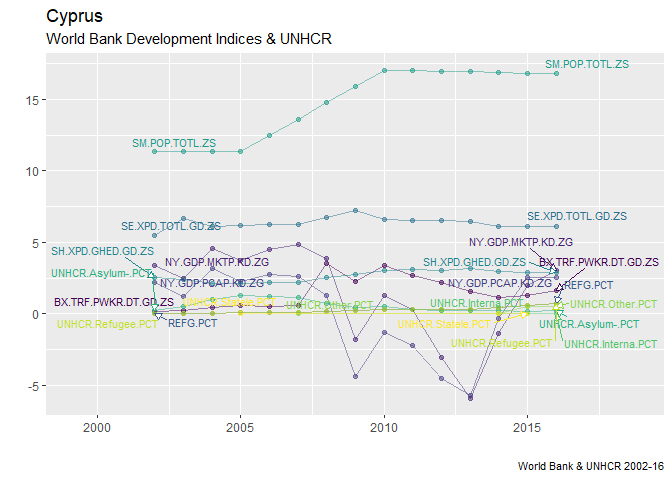 Cyprus
World Bank Development Indices & UNHCR
SM.POP.TOTL.ZS
15
SM.POP.TOTL.ZS
10
SE.XPD.TOTL.GD.ZS
SE.XPD.TOTL.GD.ZS
5
NY.GDP.MKTP.KD.ZG
SH.XPD.GHED.GD.ZS
NY.GDP.MKTP.KD.ZG
SH.XPD.GHED.GD.ZS
BX.TRF.PWKR.DT.GD.ZS
UNHCR.Asylum-.PCT
NY.GDP.PCAP.KD.ZG
NY.GDP.PCAP.KD.ZG
REFG.PCT
BX.TRF.PWKR.DT.GD.ZS
UNHCR.Other.PCT
UNHCR.Interna.PCT
UNHCR.Other.PCT
0
UNHCR.Refugee.PCT
REFG.PCT
UNHCR.Statele.PCT
UNHCR.Asylum-.PCT
UNHCR.Refugee.PCT
UNHCR.Interna.PCT
-5
2000
2005
2010
2015
World Bank & UNHCR 2002-16